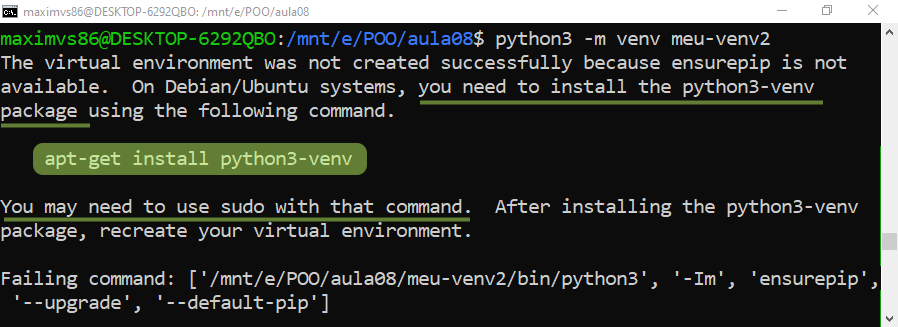 maximvs86@DESKTOP-6292QBO: /mnt/e/POO/aula08
maximvs86@DESKTOP-6292QBO:/mnt/e/POO/aula08$ python3 -m venv meu-venv2
The virtual environment was not created successfully because ensurepip is not
available.  On Debian/Ubuntu systems, you need to install the python3-venv
package using the following command.
apt-get install python3-venv
You may need to use sudo with that command.  After installing the python3-venv
package, recreate your virtual environment.
Failing command: ['/mnt/e/POO/aula08/meu-venv2/bin/python3', '-Im', 'ensurepip',
'--upgrade', '--default-pip']